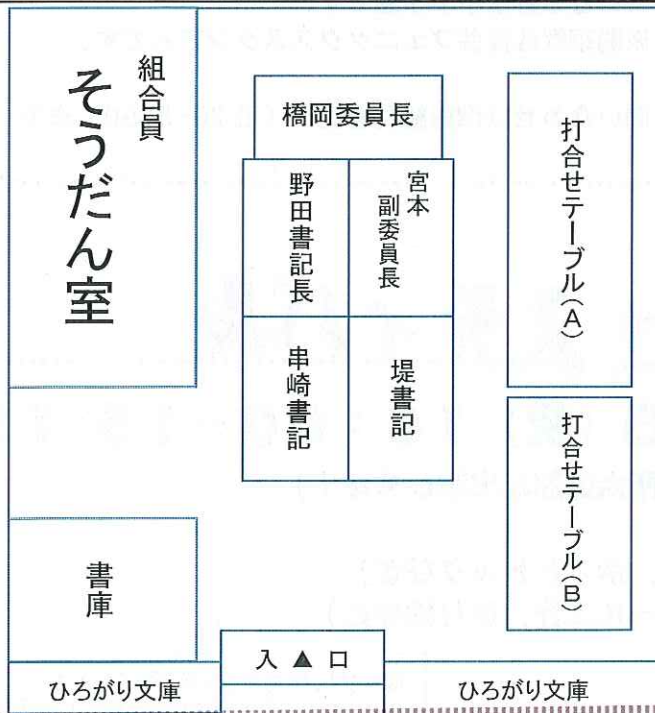 組合員
そうだん室
橋岡委員長
宮本
副委員長
野田書記長
堤書記
串崎書記
打合せテーブル(A)
打合せテーブル(B)
書庫
入▲口
ひろがり文庫
ひろがり文庫